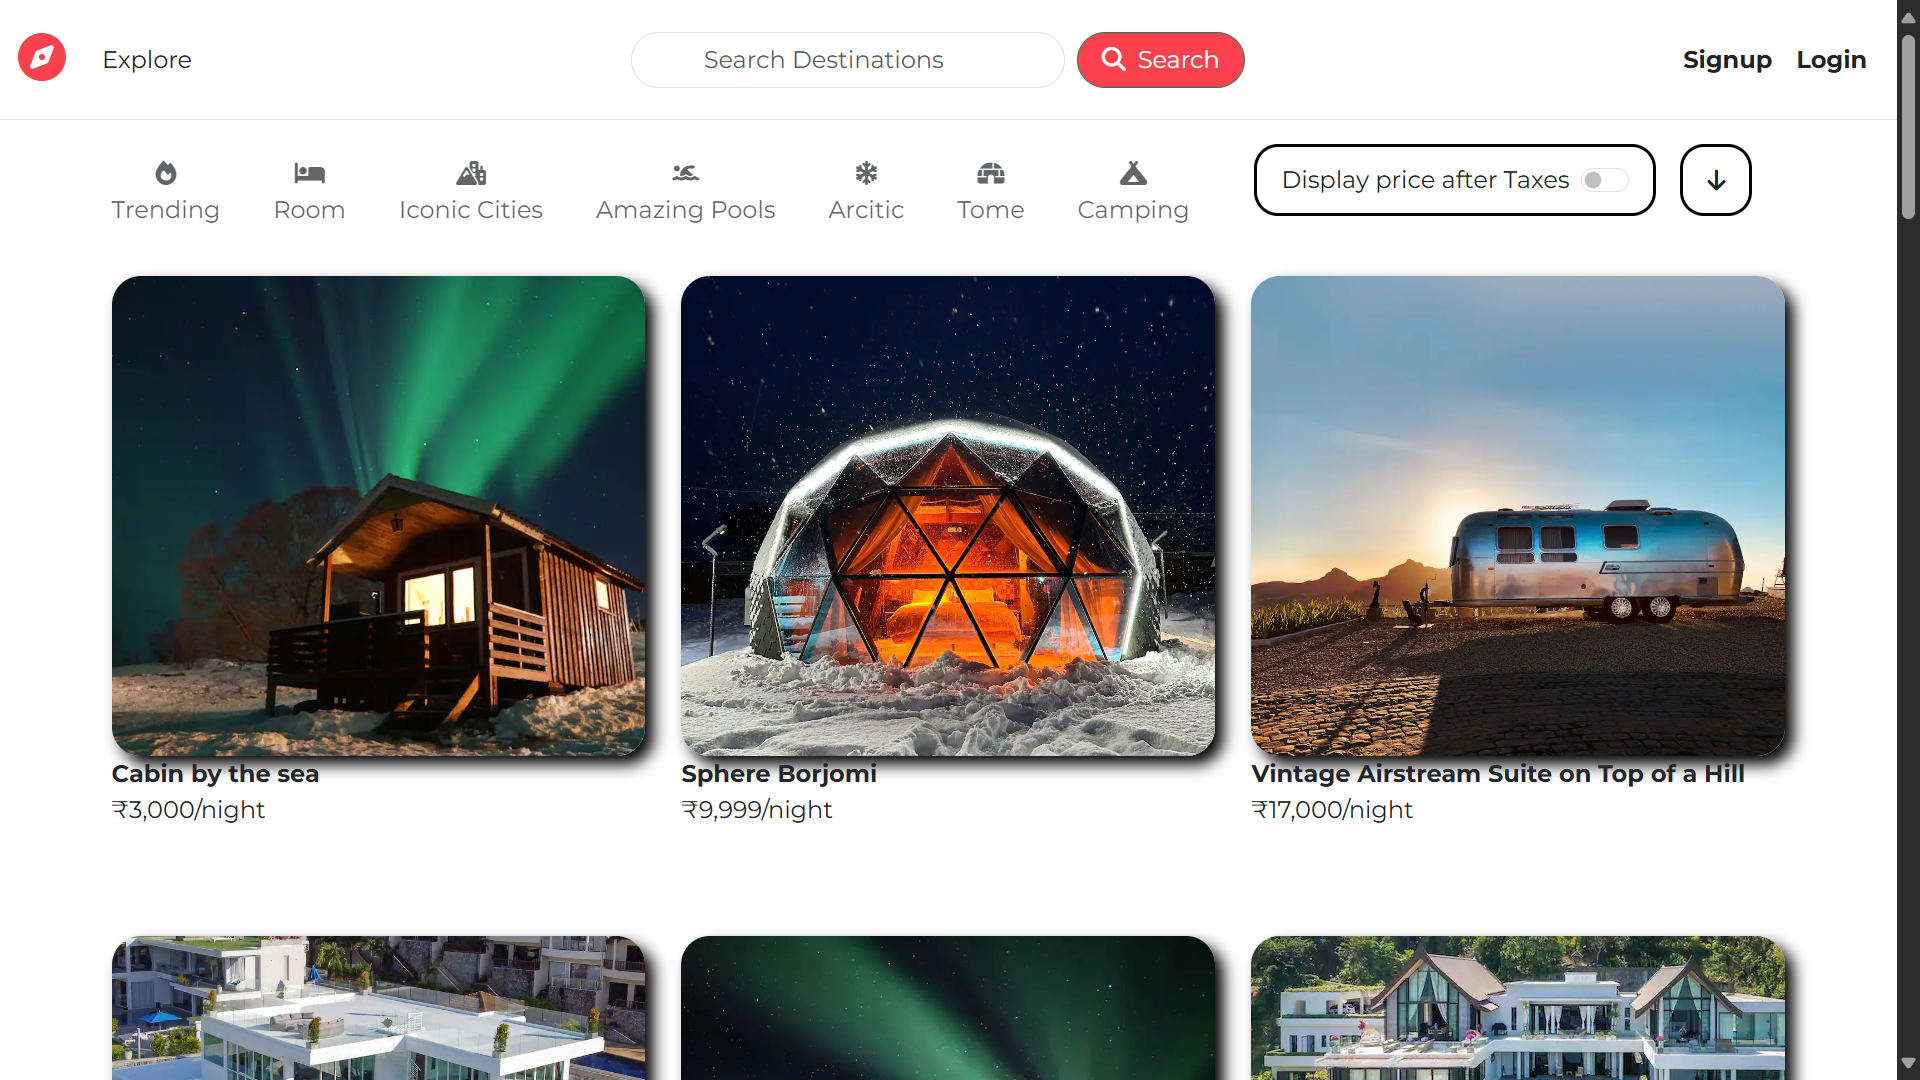 Explore
Search Destinations
Search
Signup
Login
Trending
Room
Iconic Cities
Amazing Pools
Arcitic
Tome
Camping
Display price after Taxes
Cabin by the sea
₹3,000/night
Sphere Borjomi
₹9,999/night
Vintage Airstream Suite on Top of a Hill
₹17,000/night